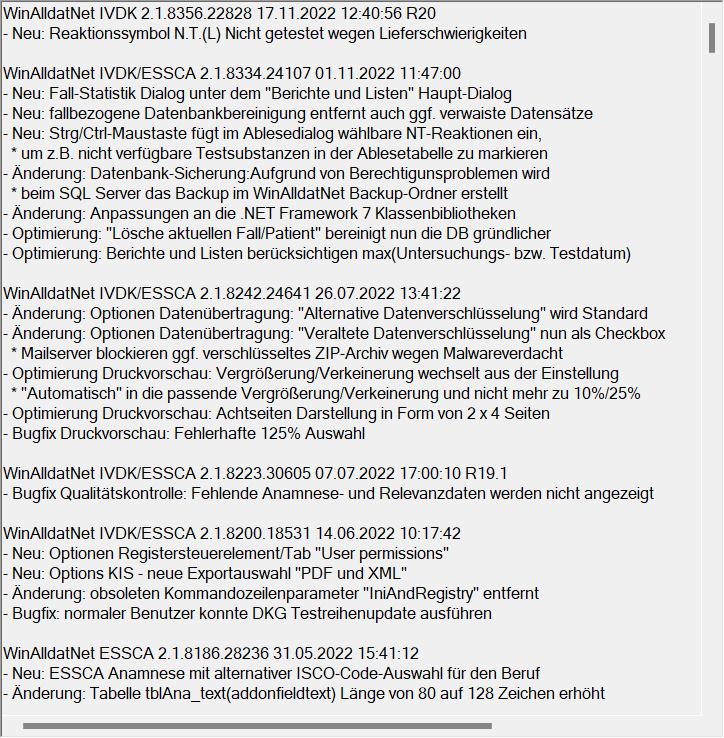 WinAlldatNet IVDK 2.1.8356.22828 17.11.2022 12:40:56 R20
- Neu: Reaktionssymbol N.T.(L) Nicht getestet wegen Lieferschwierigkeiten
WinAlldatNet IVDK/ESSCA 2.1.8334.24107 01.11.2022 11:47:00
- Neu: Fall-Statistik Dialog unter dem "Berichte und Listen" Haupt-Dialog
- Neu: fallbezogene Datenbankbereinigung entfernt auch ggf. verwaiste Datensätze
- Neu: Strg/Ctrl-Maustaste fügt im Ablesedialog wählbare NT-Reaktionen ein,
* um z.B. nicht verfügbare Testsubstanzen in der Ablesetabelle zu markieren
- Änderung: Datenbank-Sicherung:Aufgrund von Berechtigunsproblemen wird
* beim SQL Server das Backup im WinAlldatNet Backup-Ordner erstellt
- Änderung: Anpassungen an die .NET Framework 7 Klassenbibliotheken
- Optimierung: "Lösche aktuellen Fall/Patient" bereinigt nun die DB gründlicher
- Optimierung: Berichte und Listen berücksichtigen max(Untersuchungs- bzw. Testdatum)
WinAlldatNet IVDK/ESSCA 2.1.8242.24641 26.07.2022 13:41:22
- Änderung: Optionen Datenübertragung: "Alternative Datenverschlüsselung" wird Standard
- Änderung: Optionen Datenübertragung: "Veraltete Datenverschlüsselung" nun als Checkbox
* Mailserver blockieren ggf. verschlüsseltes ZIP-Archiv wegen Malwareverdacht
- Optimierung Druckvorschau: Vergrößerung/Verkeinerung wechselt aus der Einstellung
* "Automatisch" in die passende Vergrößerung/Verkeinerung und nicht mehr zu 10%/25%
- Optimierung Druckvorschau: Achtseiten Darstellung in Form von 2 x 4 Seiten
- Bugfix Druckvorschau: Fehlerhafte 125% Auswahl
WinAlldatNet IVDK/ESSCA 2.1.8223.30605 07.07.2022 17:00:10 R19.1
- Bugfix Qualitätskontrolle: Fehlende Anamnese- und Relevanzdaten werden nicht angezeigt
WinAlldatNet IVDK/ESSCA 2.1.8200.18531 14.06.2022 10:17:42
- Neu: Optionen Registersteuerelement/Tab "User permissions"
- Neu: Options KIS - neue Exportauswahl "PDF und XML"
- Änderung: obsoleten Kommandozeilenparameter "IniAndRegistry" entfernt
- Bugfix: normaler Benutzer konnte DKG Testreihenupdate ausführen
WinAlldatNet ESSCA 2.1.8186.28236 31.05.2022 15:41:12
- Neu: ESSCA Anamnese mit alternativer ISCO-Code-Auswahl für den Beruf
- Änderung: Tabelle tblAna_text(addonfieldtext) Länge von 80 auf 128 Zeichen erhöht